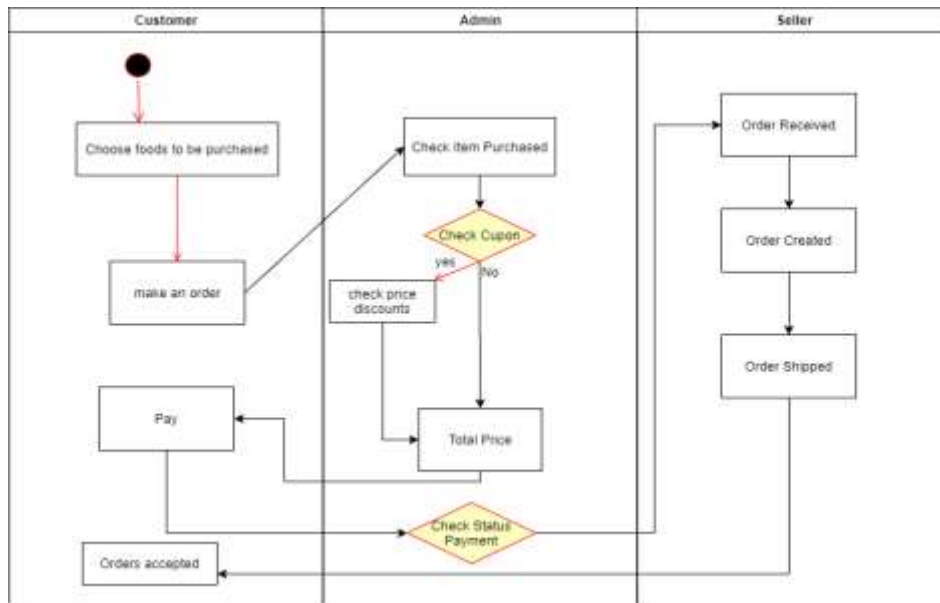 Customer
Admin
Seller
Choose foods to be purchased
Check item Purchased
Order Received
Check Cupon
Order Created
yes
No
make an order
check price
discounts
Order Shipped
Pay
Total Price
Check Status
Payment
Orders accepted